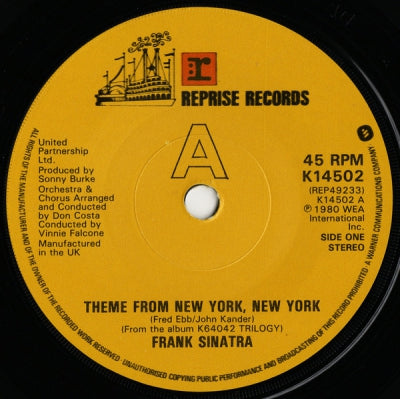 r
REPRISE RECORDS
A
United
Partnership
Ltd.
Produced by
Sonny Burke
Orchestra &
Chorus Arranged
and Conducted
by Don Costa
Conducted by
Vinnie Falcone
Manufactured
in the UK
45 RPM
K14502
(REP49233)
K14502 A
℗ 1980 WEA
International
Inc.
SIDE ONE
STEREO
THEME FROM NEW YORK, NEW YORK
(Fred Ebb/John Kander)
(From the album K64042 TRILOGY)
FRANK SINATRA
ALL RIGHTS OF THE MANUFACTURER AND OF THE OWNER OF THE RECORDED WORK RESERVED · UNAUTHORISED COPYING PUBLIC PERFORMANCE AND BROADCASTING OF THIS RECORD PROHIBITED · A WARNER COMMUNICATIONS COMPANY